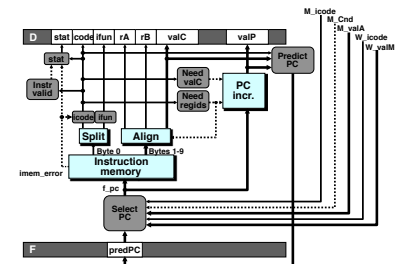 M_icode
M_Cnd
M_valA
W_icode
W_valM
D stat icode ifun rA rB valC valP
stat
Predict
PC
Need
valC
Instr
valid
Need
regids
PC
incr.
icode ifun
Split
Align
Byte 0
Bytes 1-9
imem_error
Instruction
memory
f_pc
Select
PC
F predPC